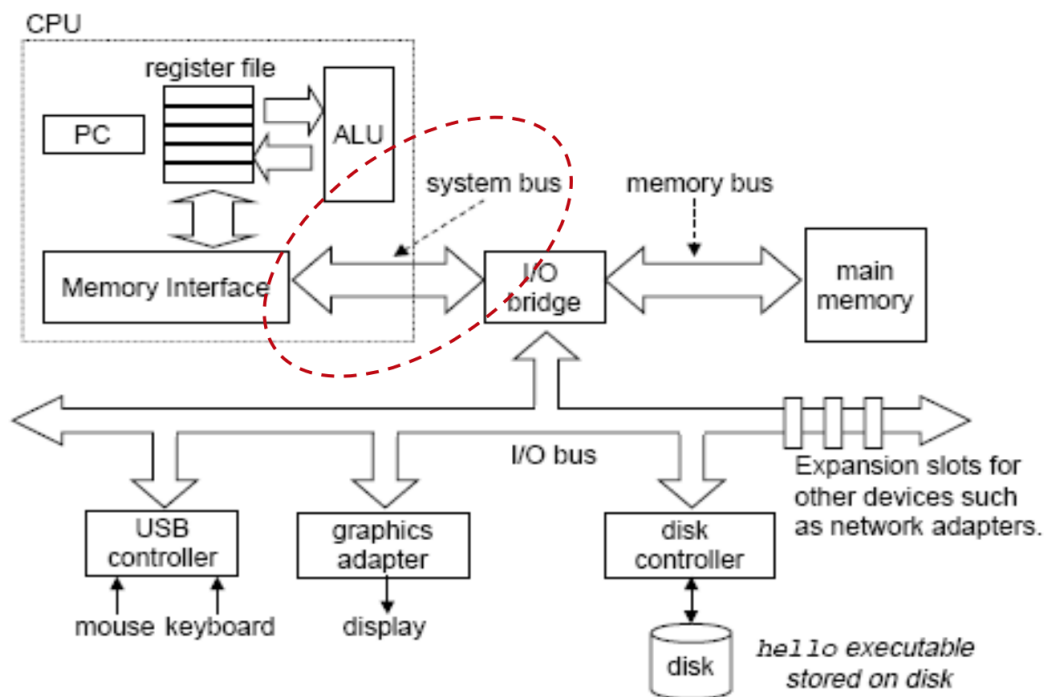 CPU
register file
PC
ALU
system bus
memory bus
Memory Interface
I/O
bridge
main
memory
I/O bus
Expansion slots for
other devices such
as network adapters.
USB
controller
graphics
adapter
disk
controller
mouse keyboard
display
disk
hello executable
stored on disk